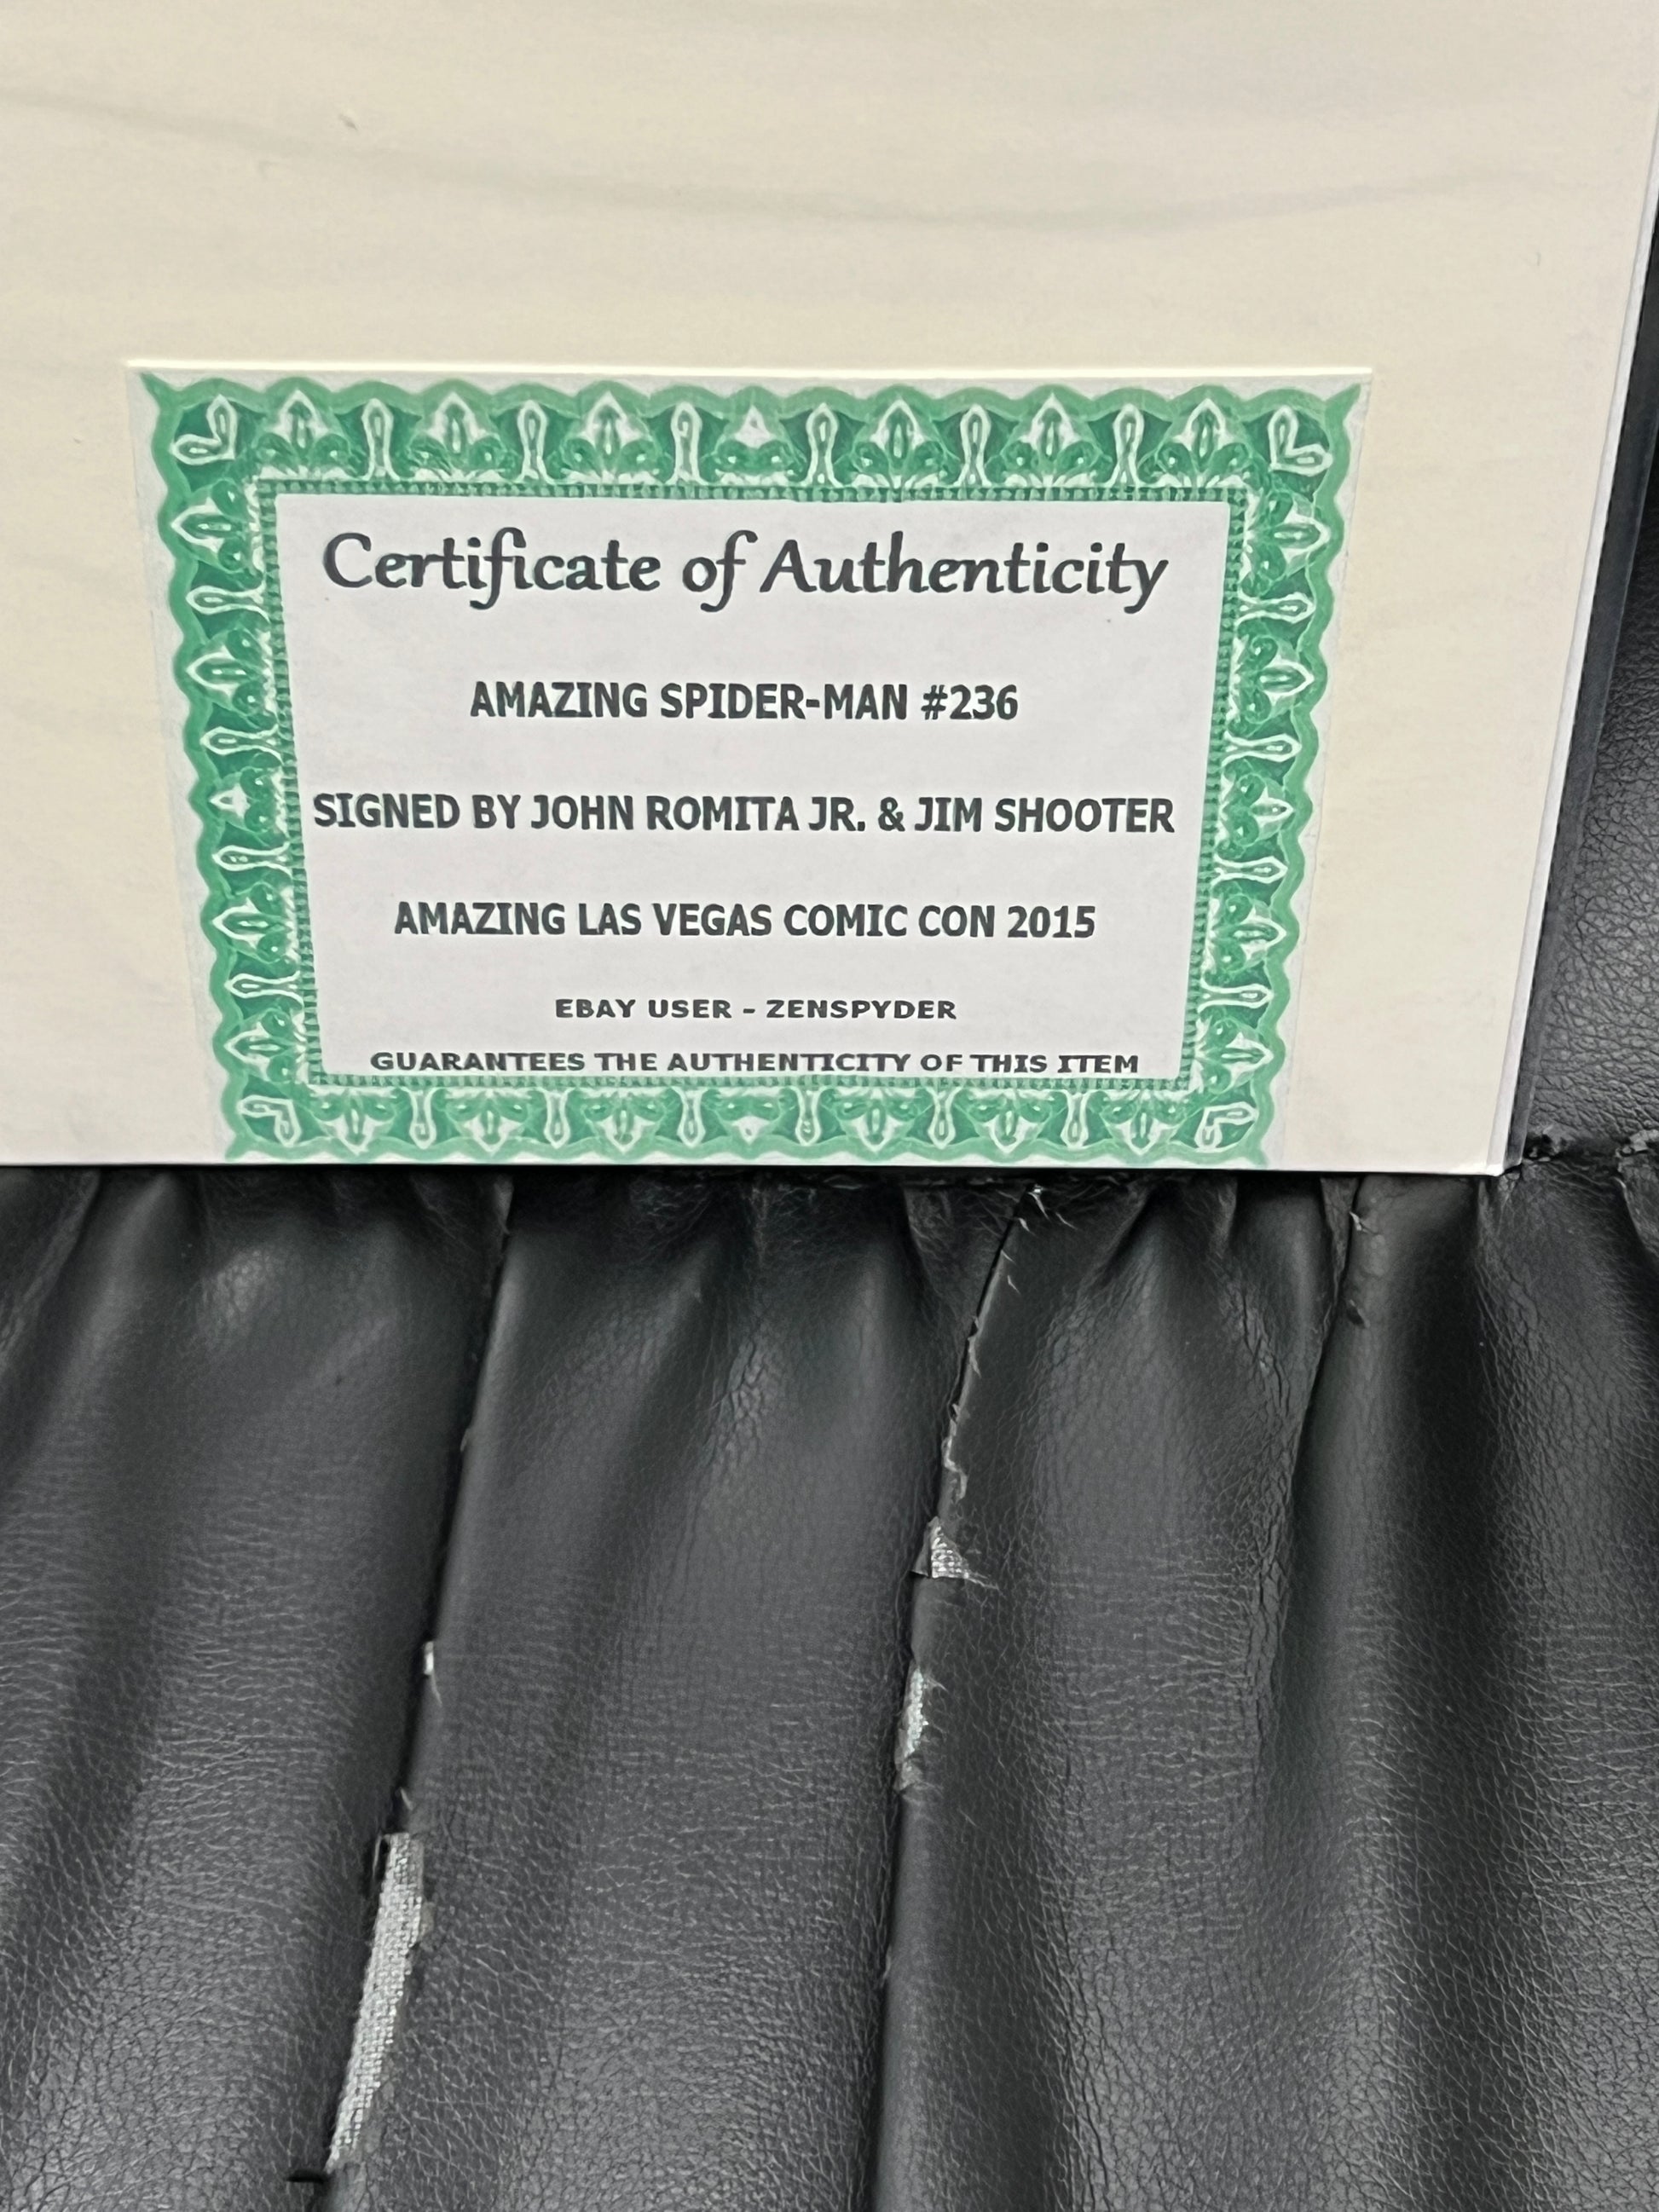 Certificate of Authenticity
AMAZING SPIDER-MAN #236
SIGNED BY JOHN ROMITA JR. & JIM SHOOTER
AMAZING LAS VEGAS COMIC CON 2015
EBAY USER - ZENSPYDER
GUARANTEES THE AUTHENTICITY OF THIS ITEM